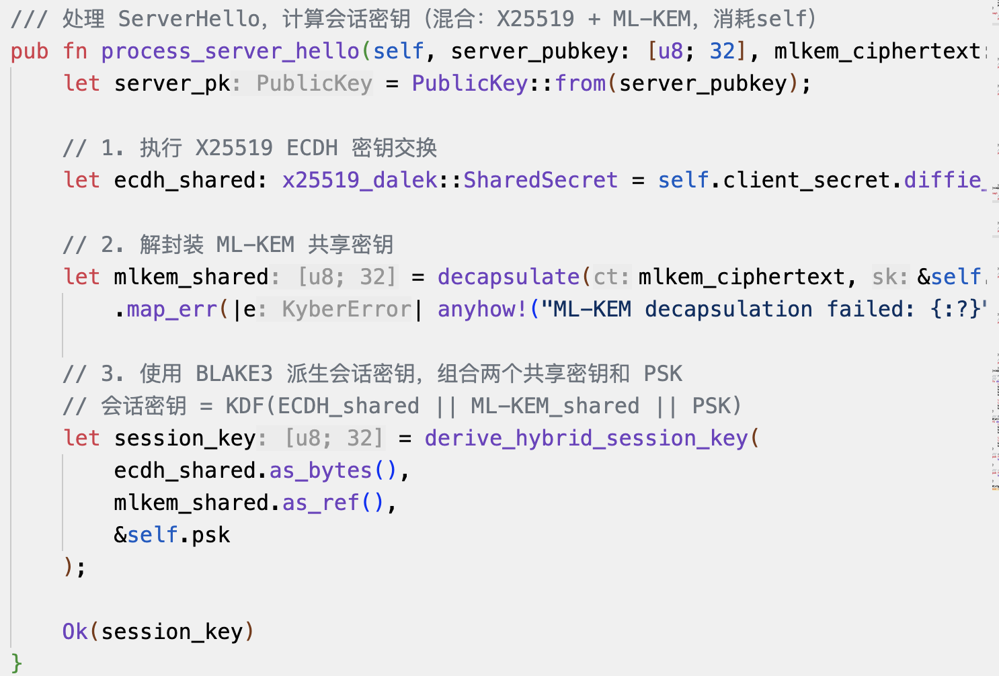 /// 处理 ServerHello，计算会话密钥（混合：X25519 + ML-KEM，消耗self）
pub fn process_server_hello(self, server_pubkey: [u8; 32], mlkem_ciphertext:
let server_pk: PublicKey = PublicKey::from(server_pubkey);
// 1. 执行 X25519 ECDH 密钥交换
let ecdh_shared: x25519_dalek::SharedSecret = self.client_secret.diffie_
// 2. 解封装 ML-KEM 共享密钥
let mlkem_shared: [u8; 32] = decapsulate(ct: mlkem_ciphertext, sk: &self.
.map_err(|e: KyberError| anyhow!("ML-KEM decapsulation failed: {:?}"
// 3. 使用 BLAKE3 派生会话密钥，组合两个共享密钥和 PSK
// 会话密钥 = KDF(ECDH_shared || ML-KEM_shared || PSK)
let session_key: [u8; 32] = derive_hybrid_session_key(
ecdh_shared.as_bytes(),
mlkem_shared.as_ref(),
&self.psk
);
Ok(session_key)
}